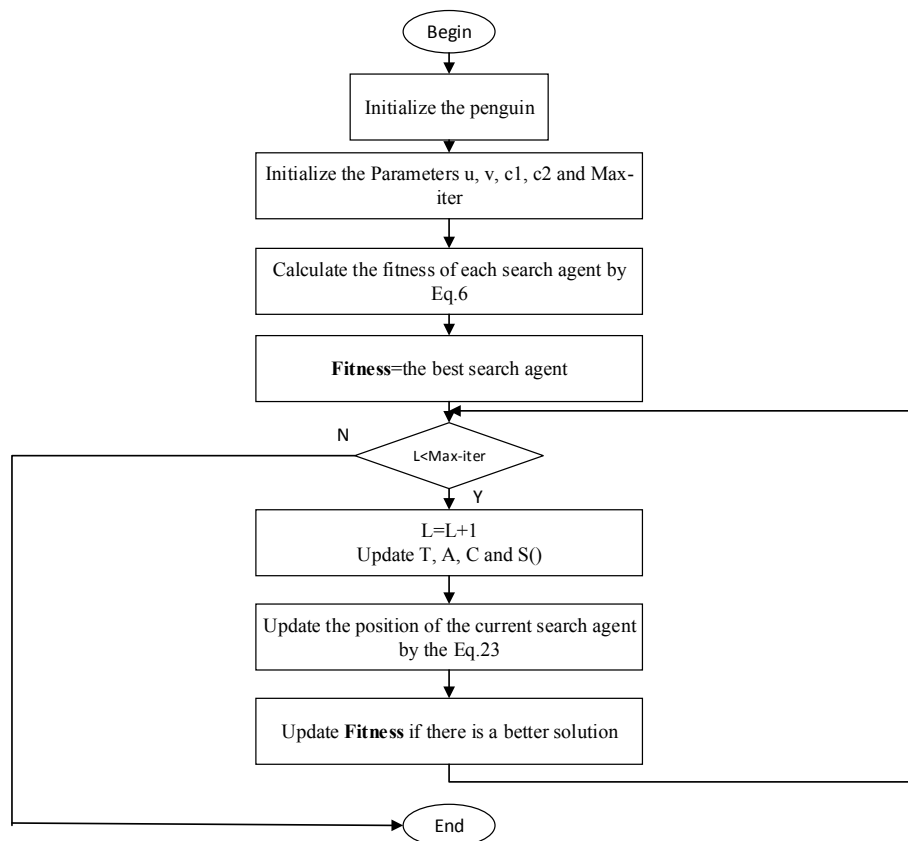 Begin
Initialize the penguin
Initialize the Parameters u, v, c1, c2 and Max-
iter
Calculate the fitness of each search agent by
Eq.6
Fitness=the best search agent
N
L<Max-iter
Y
L=L+1
Update T, A, C and S()
Update the position of the current search agent
by the Eq.23
Update Fitness if there is a better solution
End